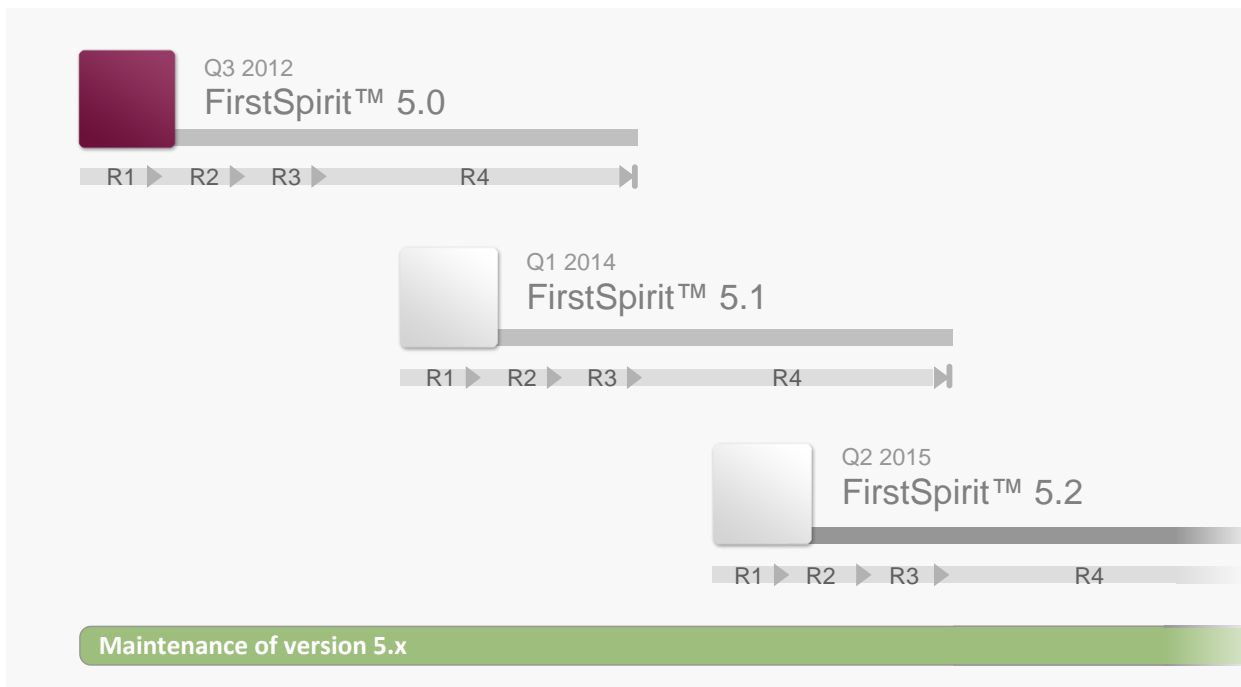 Q3 2012
FirstSpirit™ 5.0
R1 R2 R3 R4
Q1 2014
FirstSpirit™ 5.1
R1 R2 R3 R4
Q2 2015
FirstSpirit™ 5.2
R1 R2 R3 R4
Maintenance of version 5.x